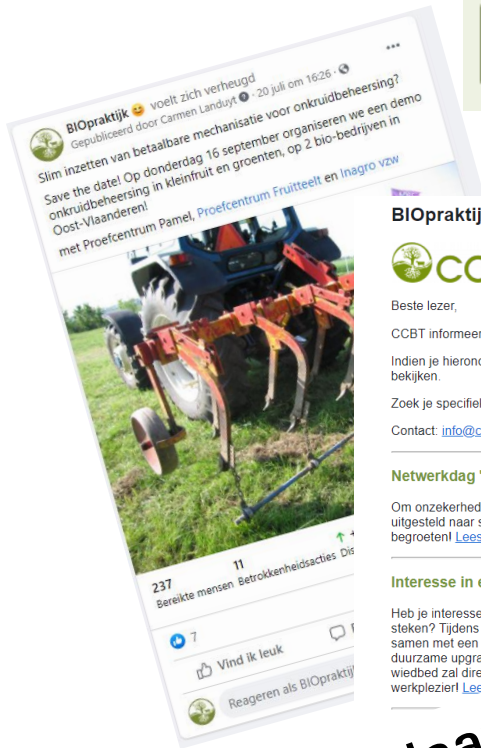 BIOpraktijk voelt zich verheugd
Gepubliceerd door Carmen Landuyt · 20 juli om 16:26 ·
Slim inzetten van betaalbare mechanisatie voor onkruidbeheersing?
Save the date! Op donderdag 16 september organiseren we een demo
onkruidbeheersing in kleinfruit en groenten, op 2 bio-bedrijven in
Oost-Vlaanderen!
met Proefcentrum Pamel, Proefcentrum Fruitteelt en Inagro vzw
237
Bereikte mensen
11
Betrokkenheidsacties
7
Vind ik leuk
Reageren als BIOpraktijk
BIOpraktij
CC
Beste lezer,
CCBT informeer
Indien je hieron
bekijken.
Zoek je specifie
Contact: info@c
Netwerkdag
Om onzekerhed
uitgesteld naar s
begroeten! Lees
Interesse in e
Heb je interesse
steken? Tijdens
samen met een
duurzame upgra
wiedbed zal dire
werkplezier! Lee